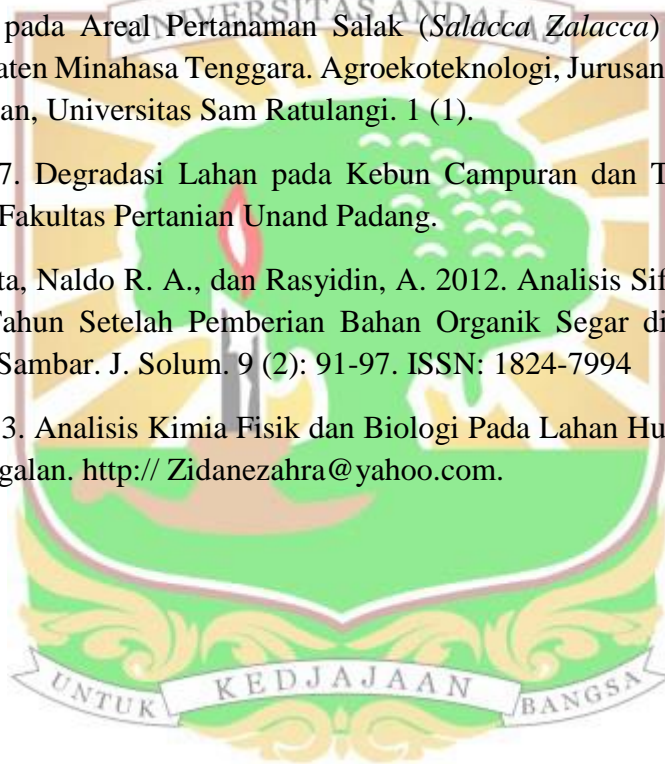 UNIVERSITAS ANDALAS
pada Areal Pertanaman Salak (Salacca Zalacca)
aten Minahasa Tenggara. Agroekoteknologi, Jurusan
an, Universitas Sam Ratulangi. 1 (1).
7. Degradasi Lahan pada Kebun Campuran dan T
Fakultas Pertanian Unand Padang.
ta, Naldo R. A., dan Rasyidin, A. 2012. Analisis Sif
Tahun Setelah Pemberian Bahan Organik Segar di
Sambar. J. Solum. 9 (2): 91-97. ISSN: 1824-7994
3. Analisis Kimia Fisik dan Biologi Pada Lahan Hu
galan. http:// Zidanezahra@yahoo.com.
UNTUK KEDJAJAAN BANGSA